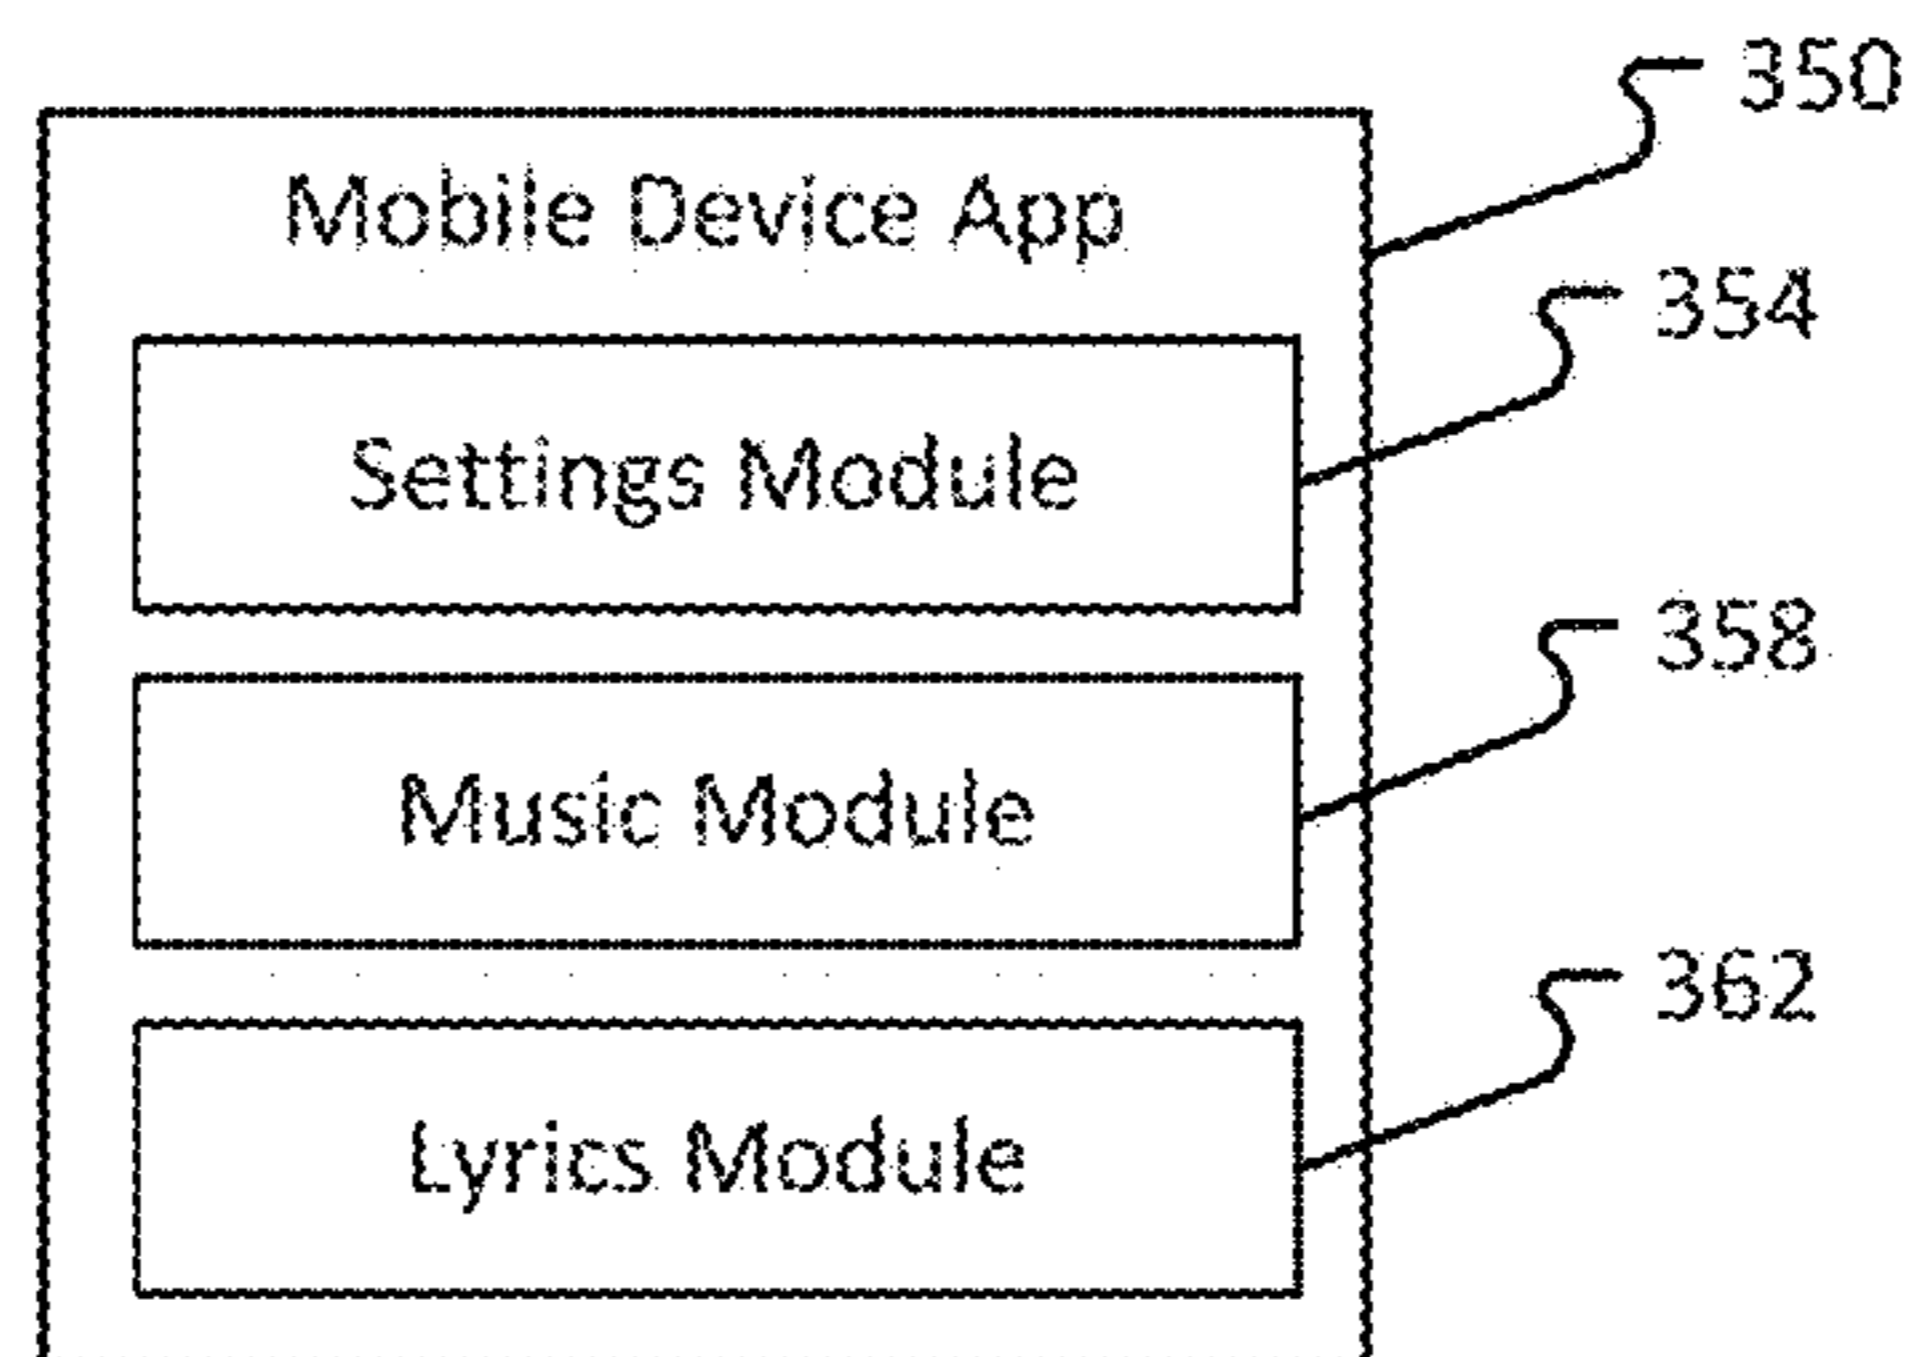 350
Mobile Device App
354
Settings Module
358
Music Module
362
Lyrics Module